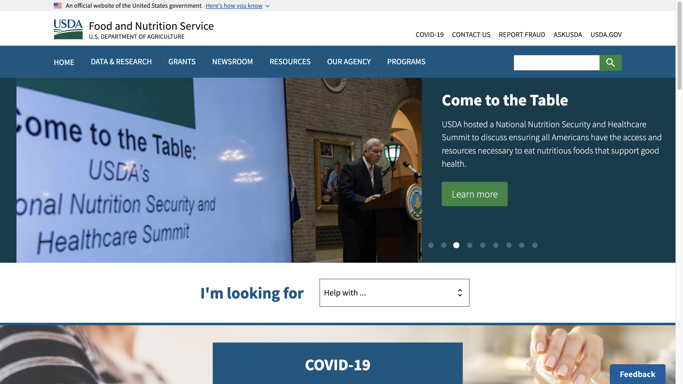 An official website of the United States government Here's how you know
USDA Food and Nutrition Service
U.S. DEPARTMENT OF AGRICULTURE
COVID-19 CONTACT US REPORT FRAUD ASKUSDA USDA.GOV
HOME DATA & RESEARCH GRANTS NEWSROOM RESOURCES OUR AGENCY PROGRAMS
ome to the Table:
USDA's
onal Nutrition Security and
Healthcare Summit
Come to the Table
USDA hosted a National Nutrition Security and Healthcare
Summit to discuss ensuring all Americans have the access and
resources necessary to eat nutritious foods that support good
health.
Learn more
I'm looking for
Help with ...
COVID-19
Feedback